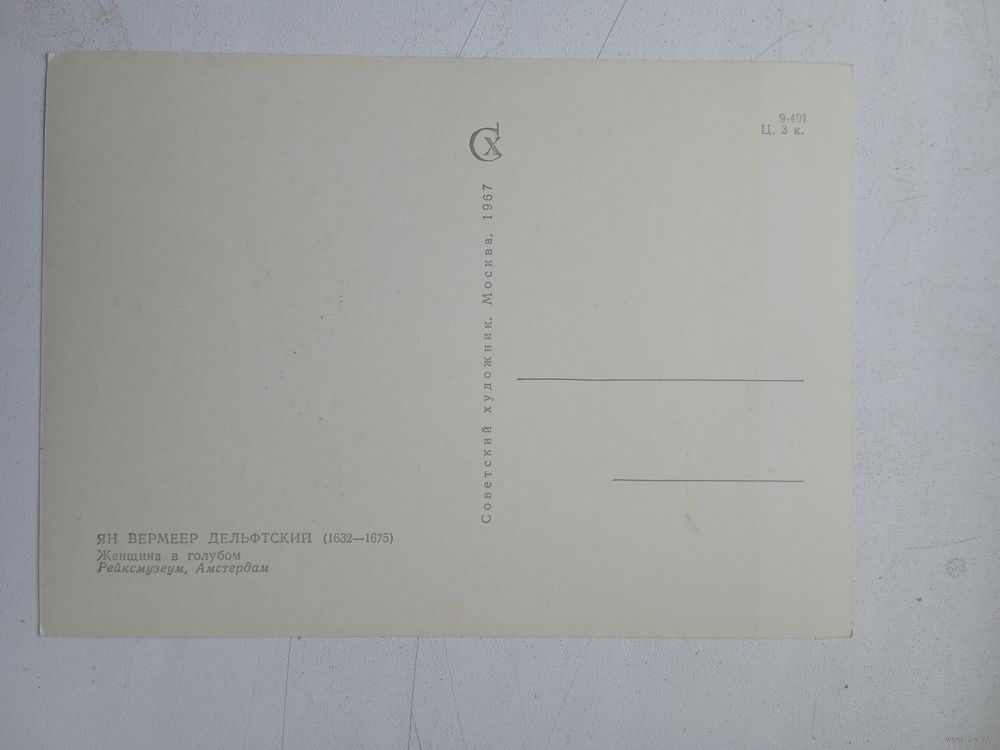 9-491
Ц. 3 к.
СХ
Советский художник. Москва. 1967
ЯН ВЕРМЕЕР ДЕЛЬФТСКИЙ (1632—1675)
Женщина в голубом
Рейксмузеум, Амстердам